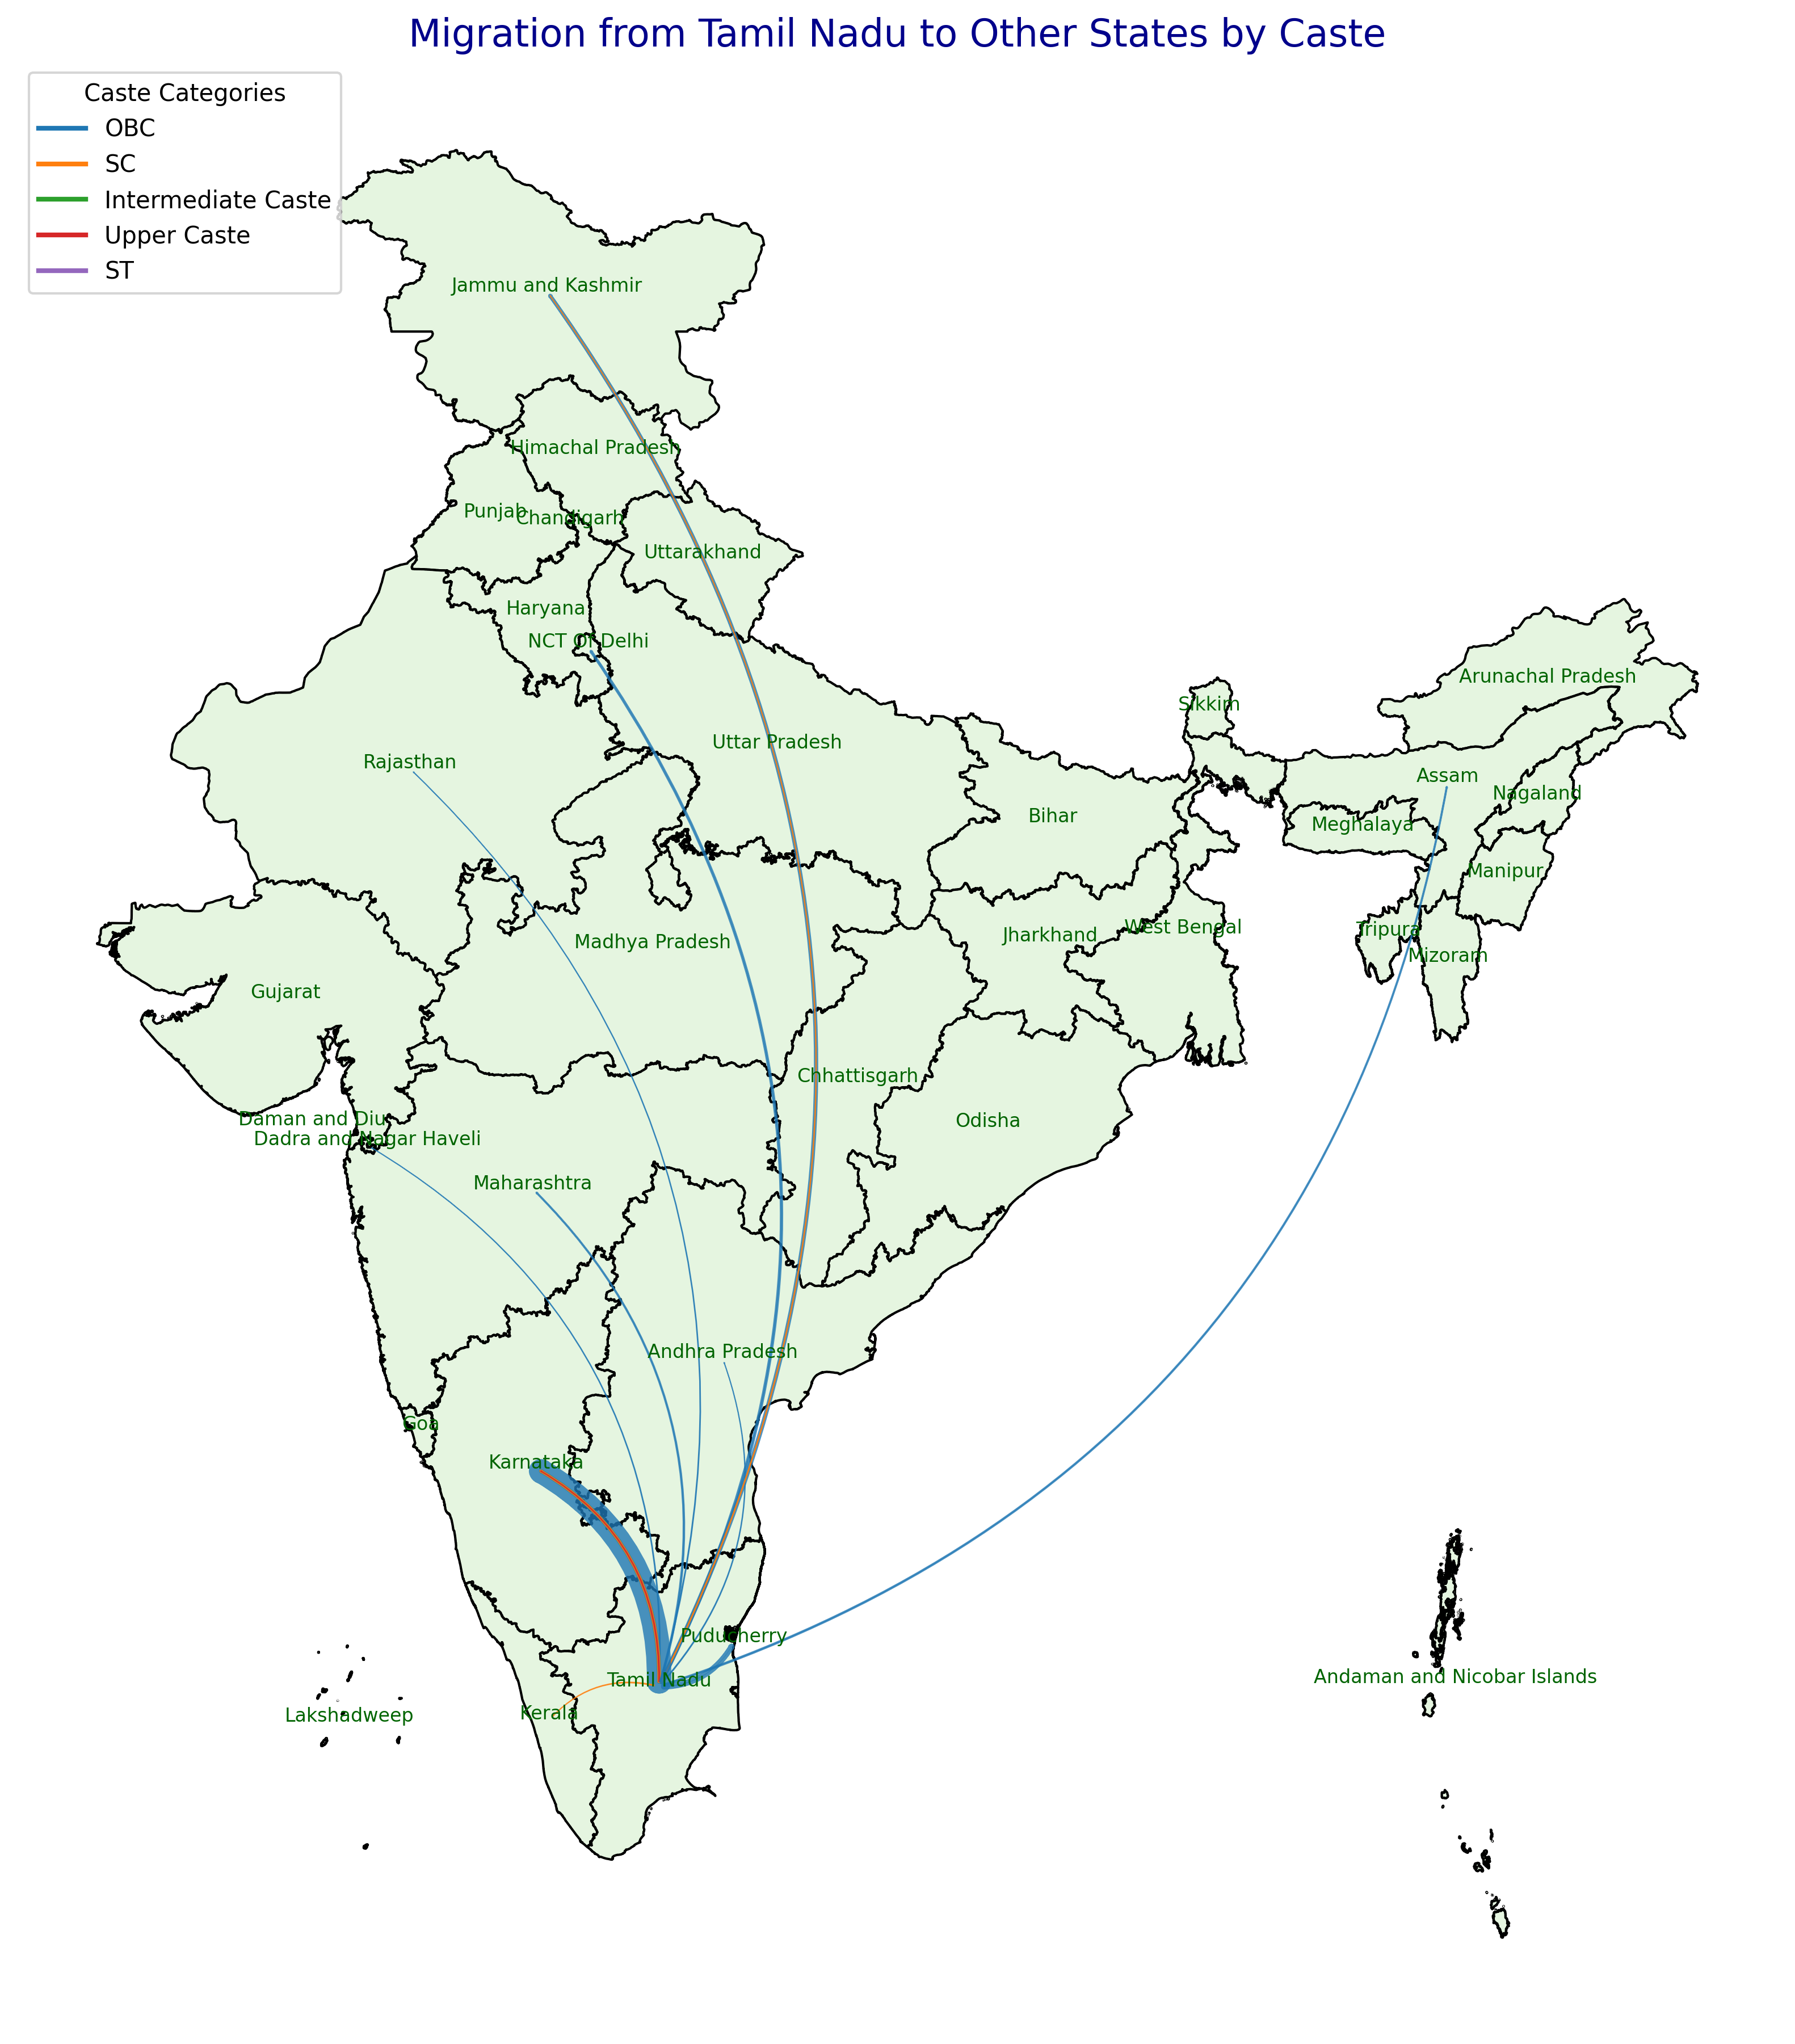 Migration from Tamil Nadu to Other States by Caste
Caste Categories
OBC
SC
Intermediate Caste
Upper Caste
ST
Jammu and Kashmir
Himachal Pradesh
Punjab
Chandigarh
Uttarakhand
Haryana
NCT Of Delhi
Arunachal Pradesh
Sikkim
Uttar Pradesh
Rajasthan
Assam
Nagaland
Bihar
Meghalaya
Manipur
West Bengal
Tripura
Jharkhand
Madhya Pradesh
Mizoram
Gujarat
Chhattisgarh
Daman and Diu
Odisha
Dadra and Nagar Haveli
Maharashtra
Andhra Pradesh
Goa
Karnataka
Puducherry
Tamil Nadu
Andaman and Nicobar Islands
Kerala
Lakshadweep